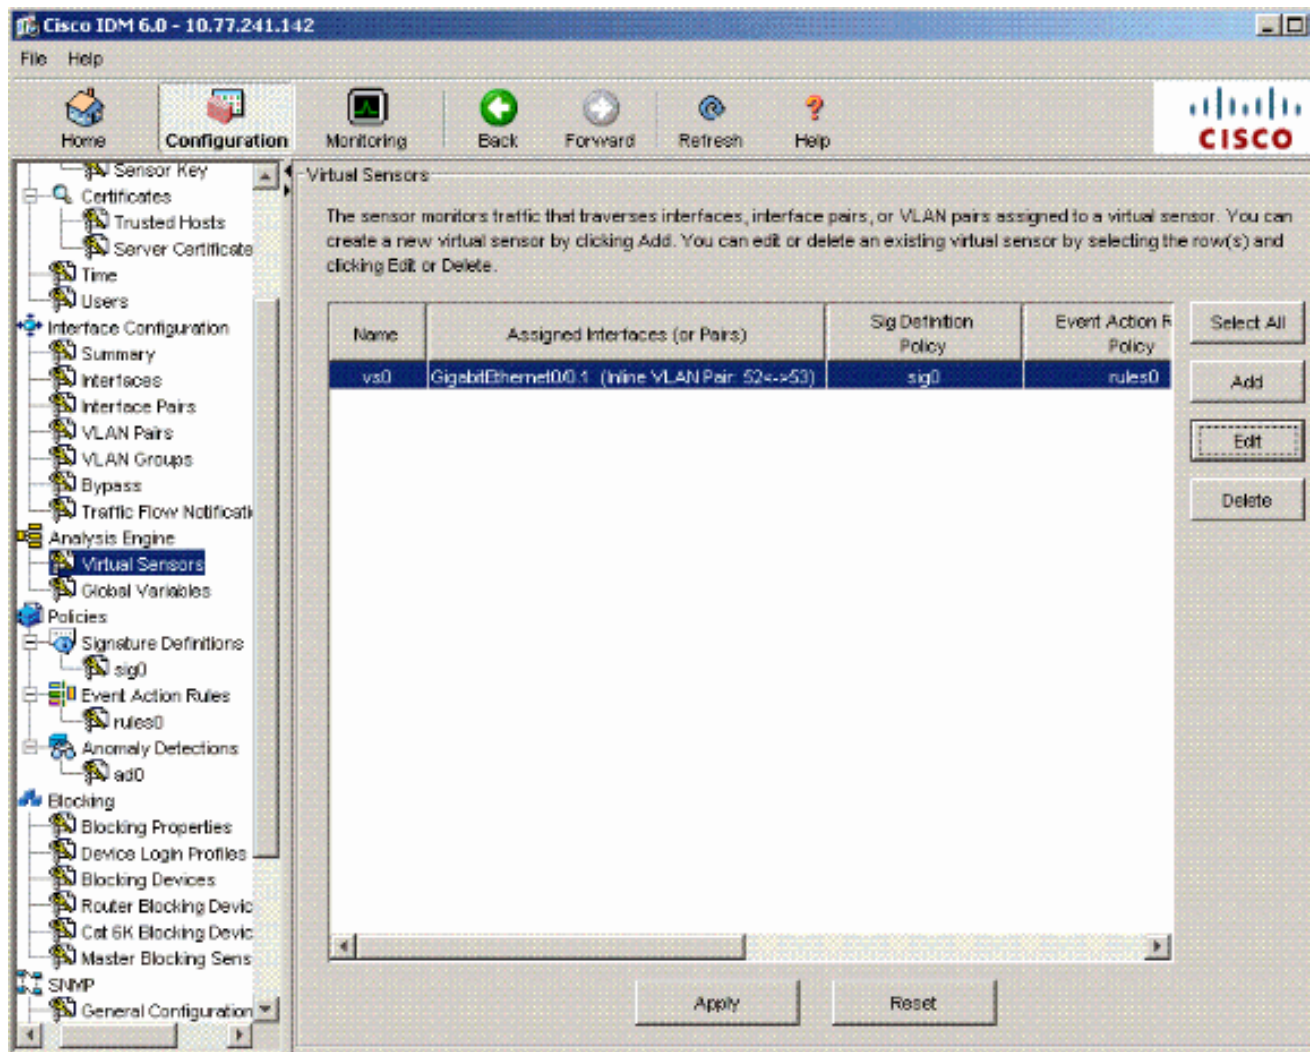 Cisco IDM 6.0 - 10.77.241.142
File Help
Home
Configuration
Monitoring
Back
Forward
Refresh
Help
CISCO
Sensor Key
Certificates
Trusted Hosts
Server Certificate
Time
Users
Interface Configuration
Summary
Interfaces
Interface Pairs
VLAN Pairs
VLAN Groups
Bypass
Traffic Flow Notificati
Analysis Engine
Virtual Sensors
Global Variables
Policies
Signature Definitions
sig0
Event Action Rules
rules0
Anomaly Detections
ad0
Blocking
Blocking Properties
Device Login Profiles
Blocking Devices
Router Blocking Devic
Cat 6K Blocking Devic
Master Blocking Sens
SNMP
General Configuration
Virtual Sensors
The sensor monitors traffic that traverses interfaces, interface pairs, or VLAN pairs assigned to a virtual sensor. You can
create a new virtual sensor by clicking Add. You can edit or delete an existing virtual sensor by selecting the row(s) and
clicking Edit or Delete.
Name
Assigned Interfaces (or Pairs)
Sig Definition
Policy
Event Action R
Policy
vs0
GigabitEthernet0/0.1 (Inline VLAN Pair: 52<->53)
sig0
rules0
Select All
Add
Edit
Delete
Apply
Reset